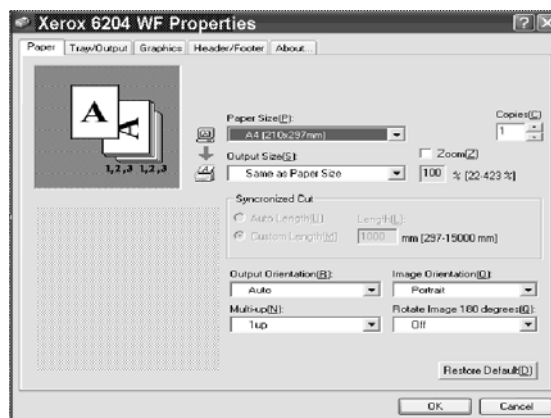 Xerox 6204 WF Properties
Paper Tray/Output Graphics Header/Footer About...
A A
1,2,3 1,2,3
Paper Size(P):
A4 (210x297mm)
Copies(C)
1
Output Size(S):
Same as Paper Size
Zoom(Z)
100 % [22-423 %]
Syncronized Cut
Auto Length(U)
Custom Length(M)
Length(L):
1000 mm [297-15000 mm]
Output Orientation(R):
Auto
Image Orientation(O):
Portrait
Multi-up(N):
1up
Rotate Image 180 degrees(G):
Off
Restore Default(D)
OK Cancel